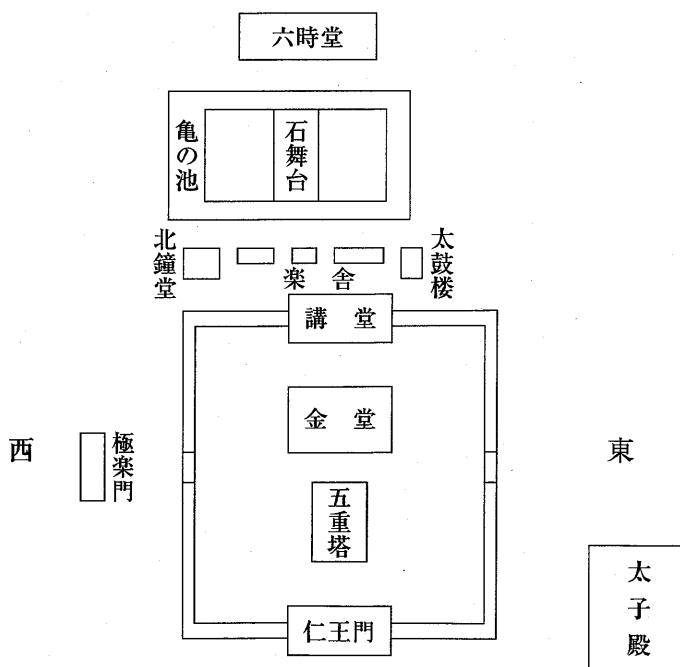 六時堂
亀の池
石舞台
北鐘堂
楽舎
太鼓楼
講堂
金堂
西
極楽門
東
五重塔
太子殿
仁王門